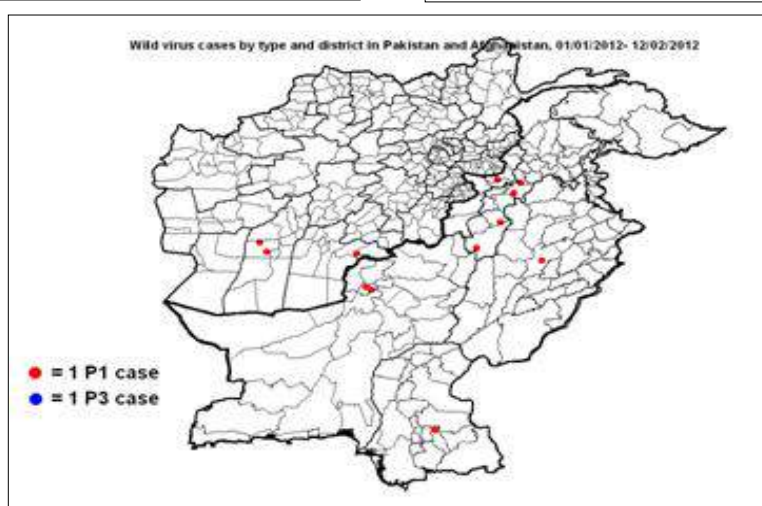 Wild virus cases by type and district in Pakistan and Afghanistan, 01/01/2012- 12/02/2012
= 1 P1 case
= 1 P3 case